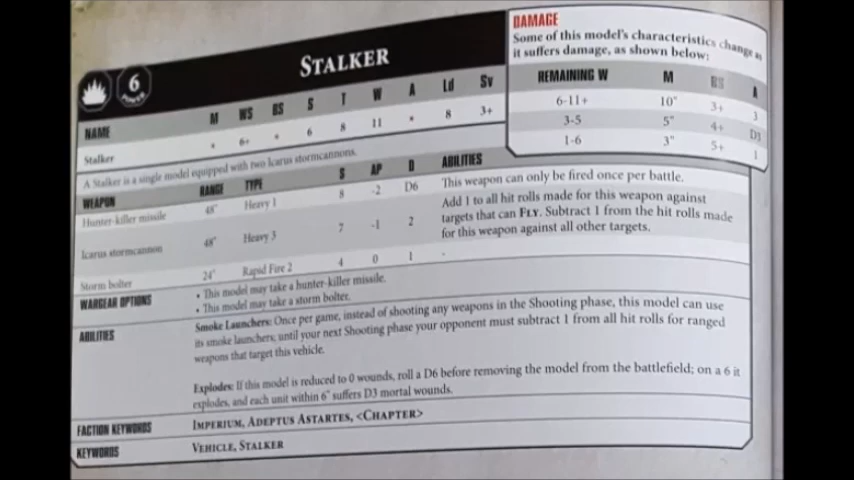 STALKER
6
POWER
DAMAGE
Some of this model's characteristics change as
it suffers damage, as shown below:
REMAINING W M BS A
6-11+ 10" 3+ 3
3-5 5" 4+ D3
1-6 3" 5+ 1
NAME M WS BS S T W A Ld Sv
Stalker * 6+ * 6 8 11 * 8 3+
A Stalker is a single model equipped with two Icarus stormcannons.
WEAPON RANGE TYPE S AP D ABILITIES
Hunter-killer missile 48" Heavy 1 8 -2 D6 This weapon can only be fired once per battle.
Icarus stormcannon 48" Heavy 3 7 -1 2 Add 1 to all hit rolls made for this weapon against
targets that can FLY. Subtract 1 from the hit rolls made
for this weapon against all other targets.
Storm bolter 24" Rapid Fire 2 4 0 1 -
WARGEAR OPTIONS • This model may take a hunter-killer missile.
• This model may take a storm bolter.
ABILITIES Smoke Launchers: Once per game, instead of shooting any weapons in the Shooting phase, this model can use
its smoke launchers; until your next Shooting phase your opponent must subtract 1 from all hit rolls for ranged
weapons that target this vehicle.
Explodes: If this model is reduced to 0 wounds, roll a D6 before removing the model from the battlefield; on a 6 it
explodes, and each unit within 6" suffers D3 mortal wounds.
FACTION KEYWORDS IMPERIUM, ADEPTUS ASTARTES, <CHAPTER>
KEYWORDS VEHICLE, STALKER